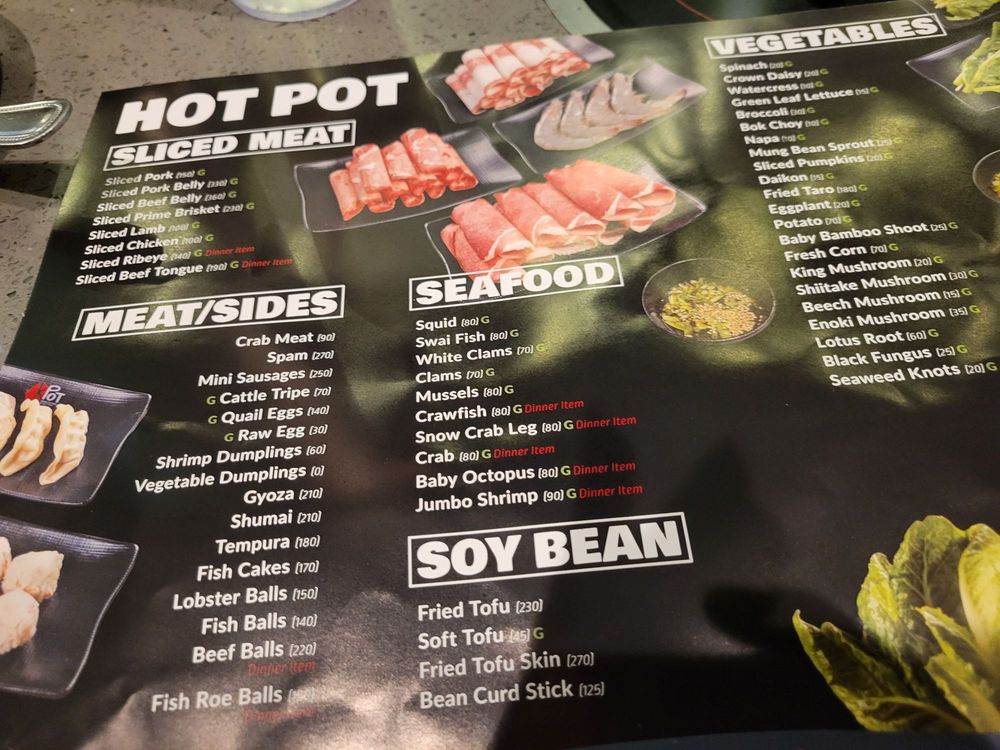 HOT POT
SLICED MEAT
Sliced Pork (150) G
Sliced Pork Belly (330) G
Sliced Beef Belly (160) G
Sliced Prime Brisket (230) G
Sliced Lamb (100) G
Sliced Chicken (100) G
Sliced Ribeye (140) G Dinner Item
Sliced Beef Tongue (190) G Dinner Item
MEAT/SIDES
Crab Meat (90)
Spam (270)
Mini Sausages (250)
G Cattle Tripe (70)
G Quail Eggs (140)
G Raw Egg (30)
Shrimp Dumplings (60)
Vegetable Dumplings (0)
Gyoza (210)
Shumai (210)
Tempura (180)
Fish Cakes (170)
Lobster Balls (150)
Fish Balls (140)
Beef Balls (220)
Dinner Item
Fish Roe Balls
Dinner Item
POT
SEAFOOD
Squid (80) G
Swai Fish (80) G
White Clams (70) G
Clams (70) G
Mussels (80) G
Crawfish (80) G Dinner Item
Snow Crab Leg (80) G Dinner Item
Crab (80) G Dinner Item
Baby Octopus (80) G Dinner Item
Jumbo Shrimp (90) G Dinner Item
SOY BEAN
Fried Tofu (230)
Soft Tofu (45) G
Fried Tofu Skin (270)
Bean Curd Stick (125)
VEGETABLES
Spinach (20) G
Crown Daisy (20) G
Watercress (10) G
Green Leaf Lettuce (15) G
Broccoli (30) G
Bok Choy (10) G
Napa (10) G
Mung Bean Sprout (25) G
Sliced Pumpkins (20) G
Daikon (15) G
Fried Taro (180) G
Eggplant (20) G
Potato (70) G
Baby Bamboo Shoot (25) G
Fresh Corn (70) G
King Mushroom (20) G
Shiitake Mushroom (30) G
Beech Mushroom (15) G
Enoki Mushroom (35) G
Lotus Root (60) G
Black Fungus (25) G
Seaweed Knots (20) G